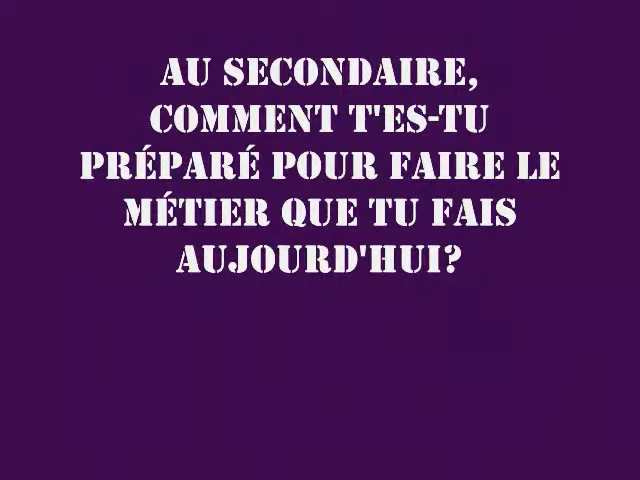 AU SECONDAIRE,
COMMENT T'ES-TU
PRÉPARÉ POUR FAIRE LE
MÉTIER QUE TU FAIS
AUJOURD'HUI?